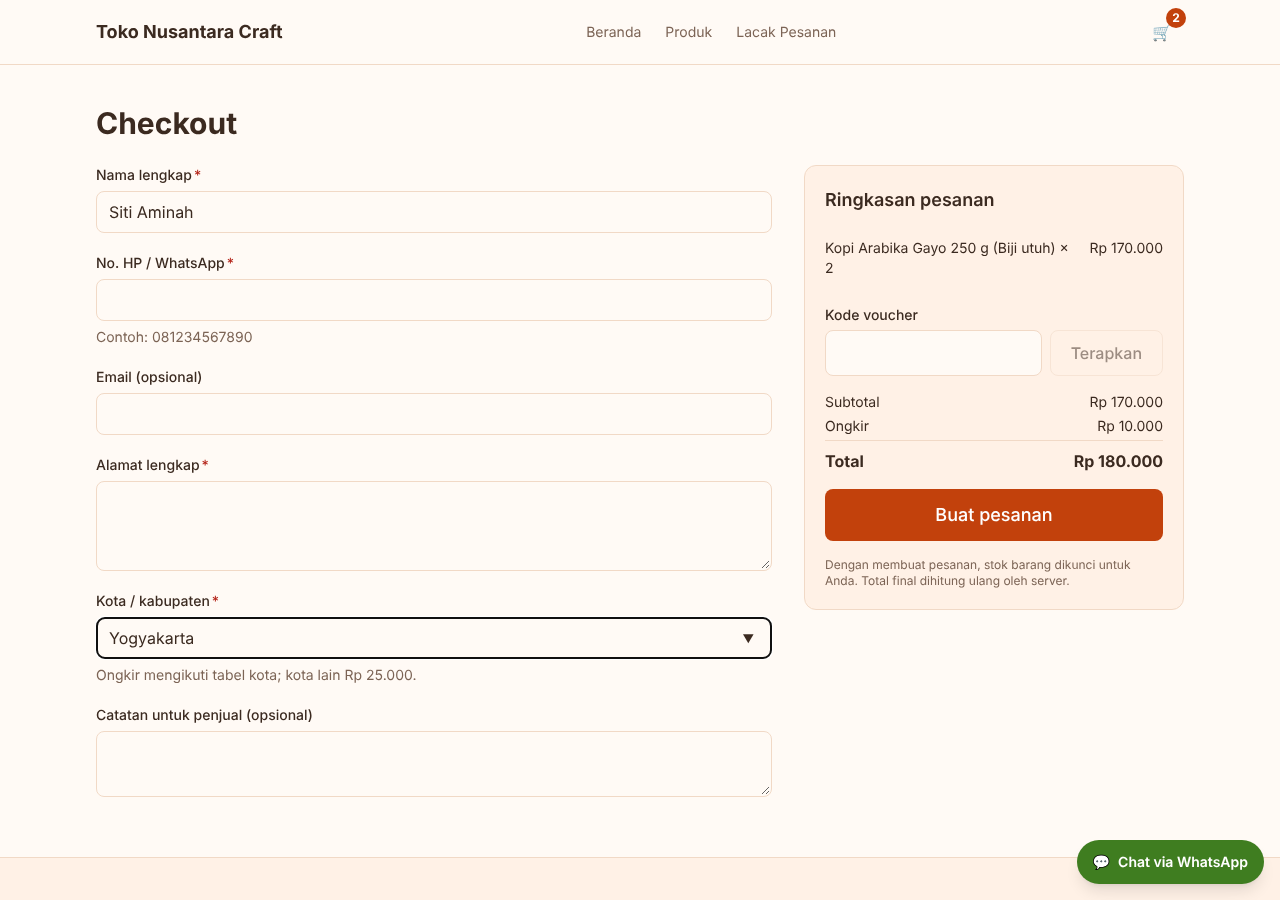 Toko Nusantara Craft
Beranda
Produk
Lacak Pesanan
2
Checkout
Nama lengkap *
Siti Aminah
No. HP / WhatsApp *
Contoh: 081234567890
Email (opsional)
Alamat lengkap *
Kota / kabupaten *
Yogyakarta
Ongkir mengikuti tabel kota; kota lain Rp 25.000.
Catatan untuk penjual (opsional)
Ringkasan pesanan
Kopi Arabika Gayo 250 g (Biji utuh) × Rp 170.000
2
Kode voucher
Terapkan
Subtotal Rp 170.000
Ongkir Rp 10.000
Total Rp 180.000
Buat pesanan
Dengan membuat pesanan, stok barang dikunci untuk
Anda. Total final dihitung ulang oleh server.
Chat via WhatsApp